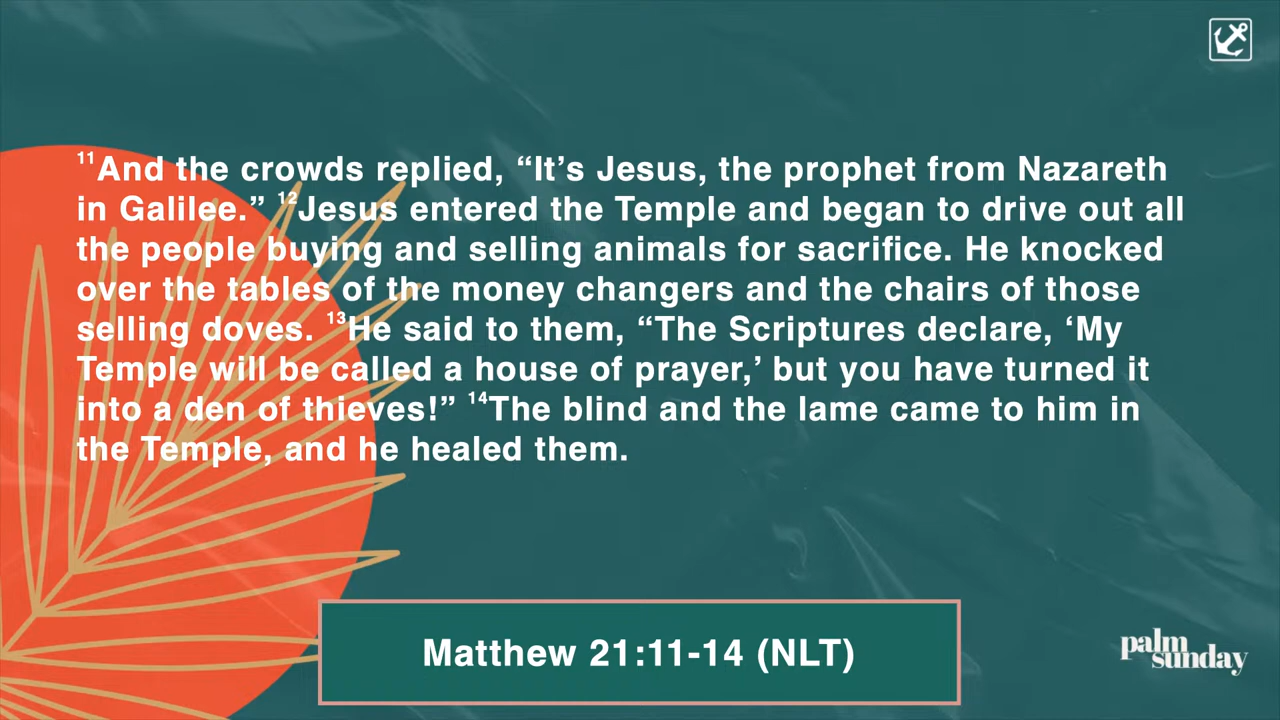 ¹¹And the crowds replied, “It’s Jesus, the prophet from Nazareth
in Galilee.” ¹²Jesus entered the Temple and began to drive out all
the people buying and selling animals for sacrifice. He knocked
over the tables of the money changers and the chairs of those
selling doves. ¹³He said to them, “The Scriptures declare, ‘My
Temple will be called a house of prayer,’ but you have turned it
into a den of thieves!” ¹⁴The blind and the lame came to him in
the Temple, and he healed them.
Matthew 21:11-14 (NLT)
palm
sunday